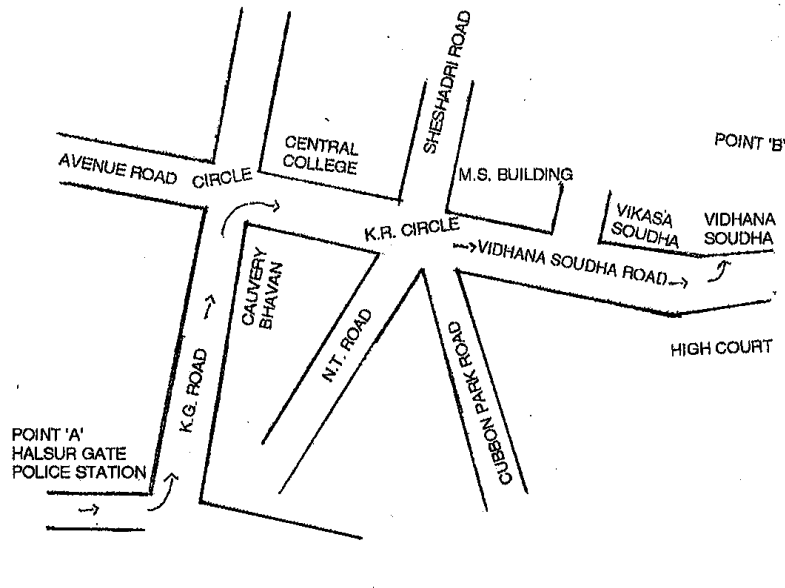 SHESHADRI ROAD
POINT 'B'
CENTRAL
COLLEGE
AVENUE ROAD CIRCLE
M.S. BUILDING
VIKASA
SOUDHA
VIDHANA
SOUDHA
K.R. CIRCLE
VIDHANA SOUDHA ROAD
CAUVERY
BHAVAN
N.T. ROAD
CUBBON PARK ROAD
HIGH COURT
K.G. ROAD
POINT 'A'
HALSUR GATE
POLICE STATION